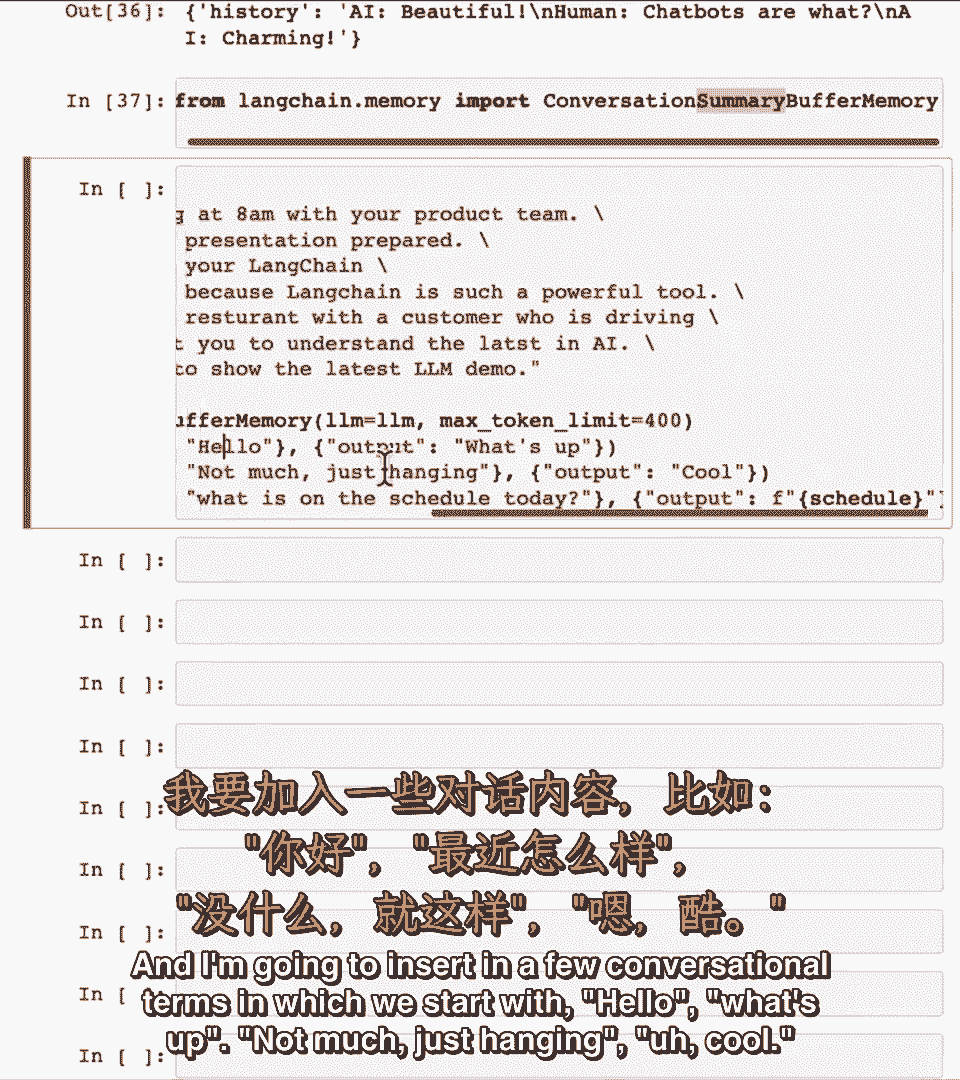 Out[36]: {'history': 'AI: Beautiful!\nHuman: Chatbots are what?\nA
I: Charming!'}
In [37]: from langchain.memory import ConversationSummaryBufferMemory
In [ ]:
g at 8am with your product team. \
presentation prepared. \
your LangChain \
because Langchain is such a powerful tool. \
resturant with a customer who is driving \
t you to understand the latst in AI. \
to show the latest LLM demo."
ufferMemory(llm=llm, max_token_limit=400)
"Hello"}, {"output": "What's up"})
"Not much, just hanging"}, {"output": "Cool"})
"what is on the schedule today?"}, {"output": f"{schedule}"}
In [ ]:
In [ ]:
In [ ]:
In [ ]:
In [ ]:
In [ ]:
In [ ]:
In [ ]:
In [ ]:
我要加入一些对话内容，比如：
"你好"，"最近怎么样"，
"没什么，就这样"，"嗯，酷。"
And I'm going to insert in a few conversational
terms in which we start with, "Hello", "what's
up". "Not much, just hanging", "uh, cool."